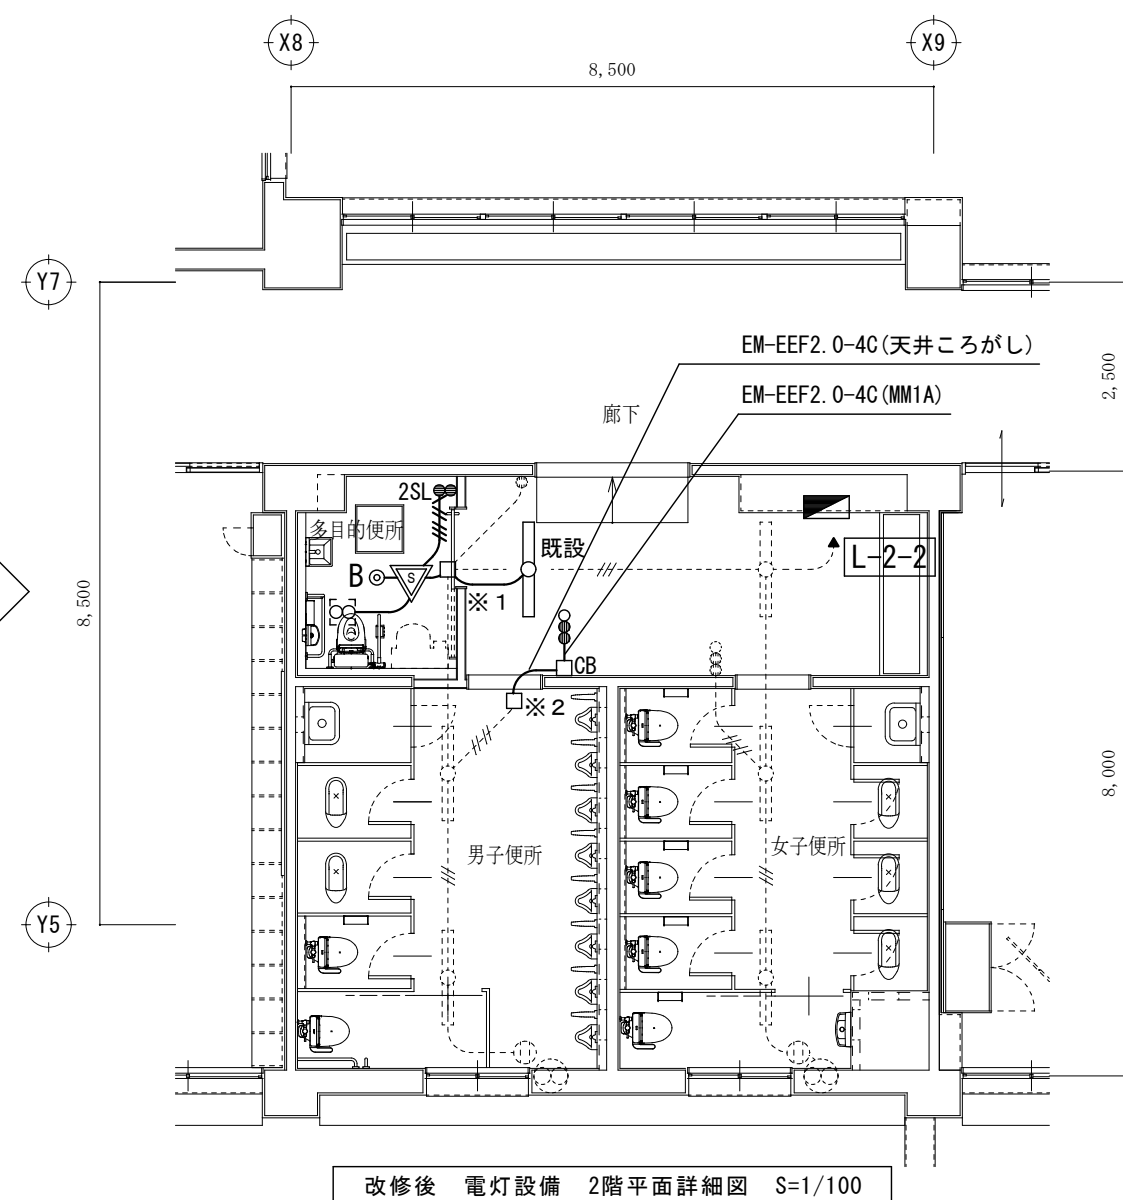 X8
X9
8,500
Y7
EM-EEF2.0-4C(天井ころがし)
2,500
EM-EEF2.0-4C(MM1A)
廊下
2SL
多目的便所
既設
L-2-2
B
S
8,500
※1
CB
※2
8,000
男子便所
女子便所
Y5
改修後 電灯設備 2階平面詳細図 S=1/100